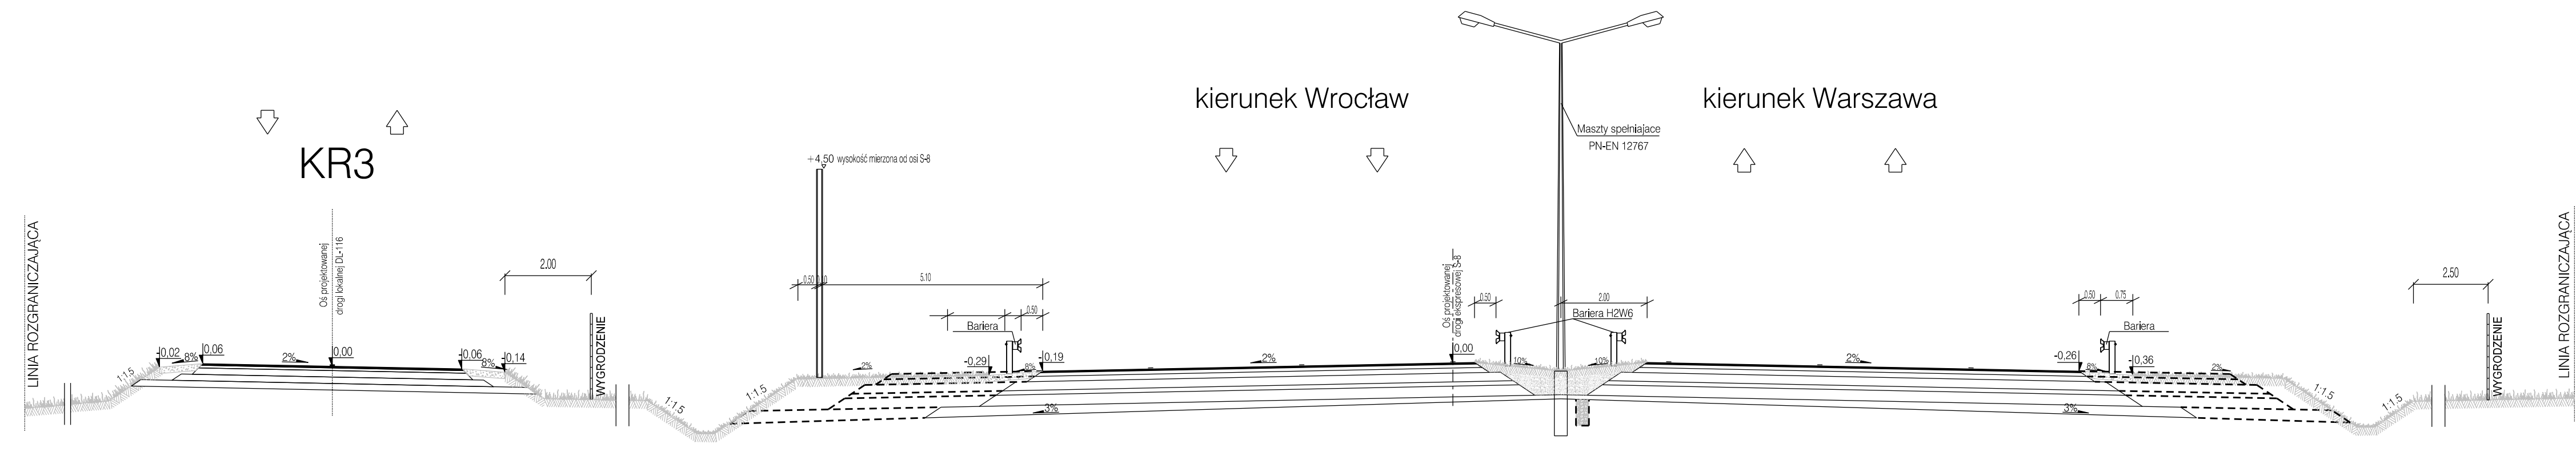 kierunek Wrocław
kierunek Warszawa
KR3
Maszty spełniajace
PN-EN 12767
+4,50 wysokość mierzona od osi S-8
LINIA ROZGRANICZAJĄCA
Oś projektowanej
drogi lokalnej DL-116
2.00
WYGRODZENIE
0,50
5.10
0.50
Bariera
Oś projektowanej
drogi ekspresowej S-8
0.50
2.00
Bariera H2W6
0.50
0.75
Bariera
2.50
WYGRODZENIE
LINIA ROZGRANICZAJĄCA
-0,02
8%
0,06
2%
0,00
-0,06
8%
-0,14
1:1.5
1:1.5
1:1.5
2%
-0,29
8%
-0,19
2%
0,00
10%
10%
2%
-0,26
8%
-0,36
2%
1:1.5
1:1.5
3%
3%